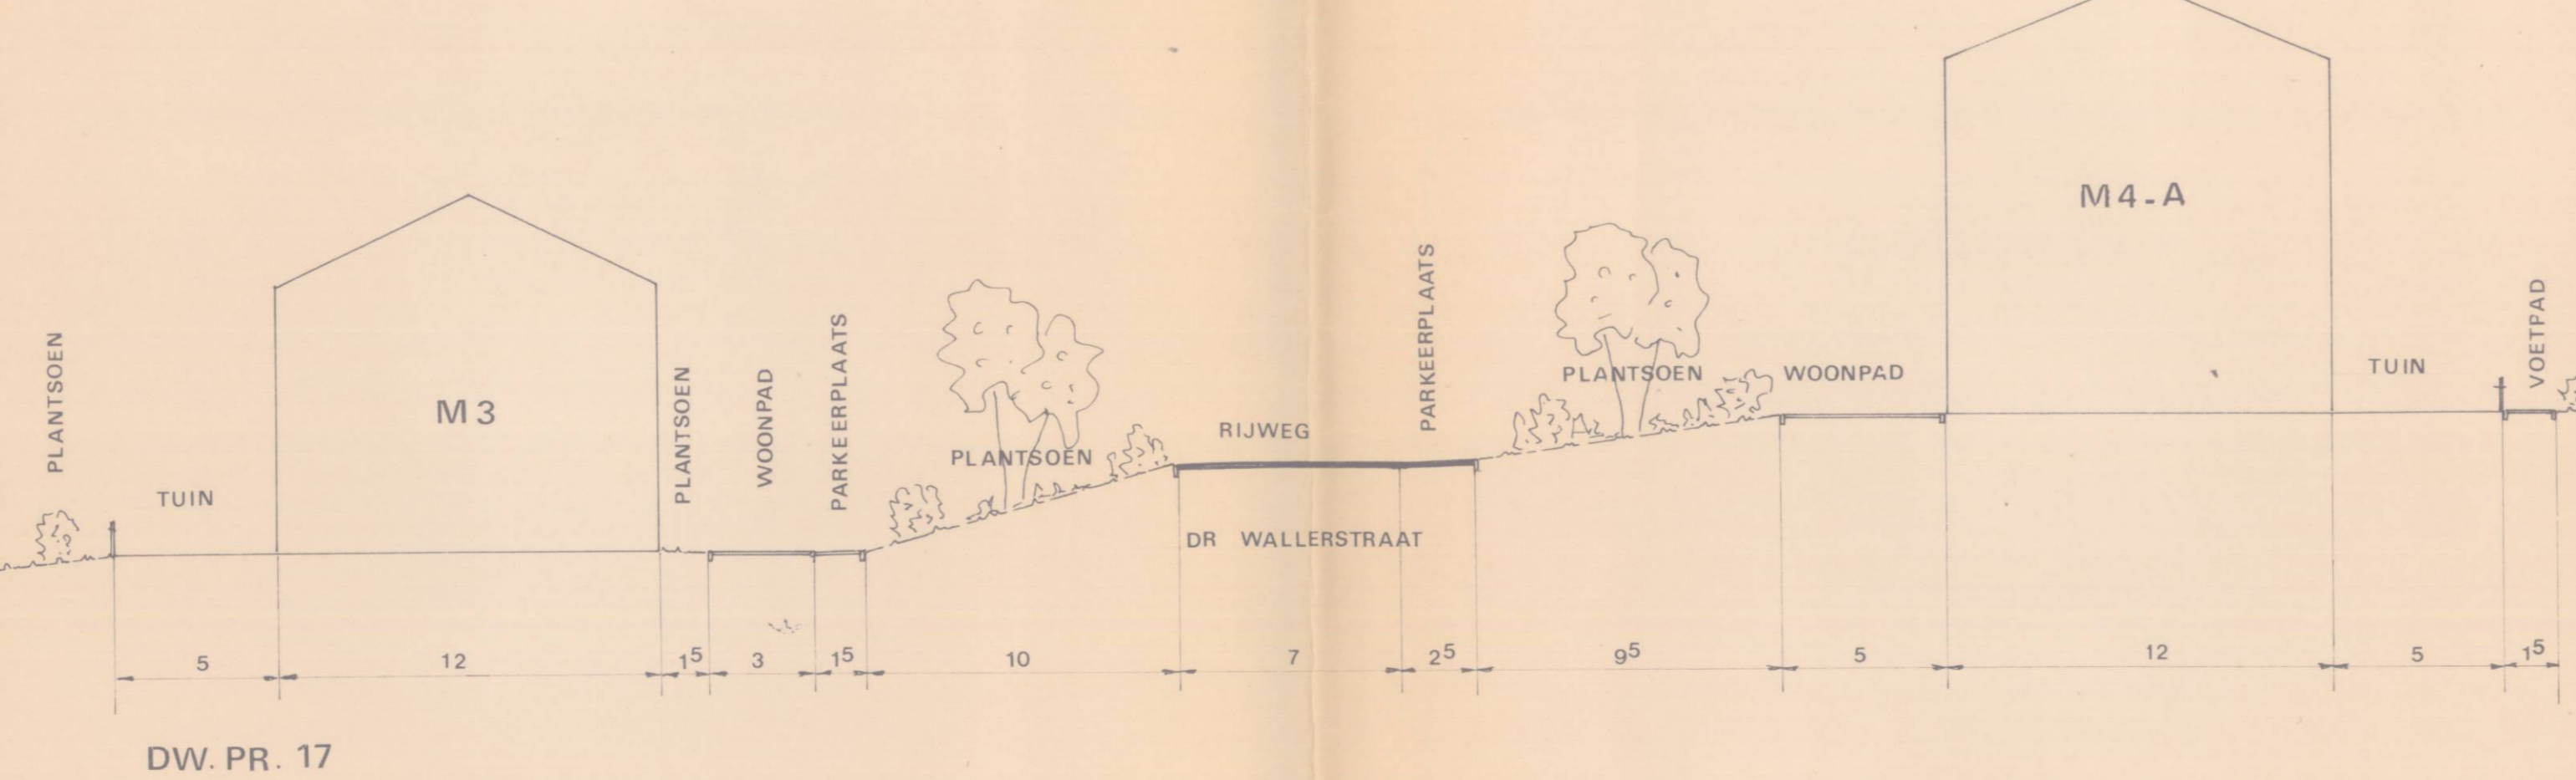 PLANTSOEN
TUIN
M3
PLANTSOEN
WOONPAD
PARKEERPLAATS
PLANTSOEN
RIJWEG
DR WALLERSTRAAT
PARKEERPLAATS
PLANTSOEN
WOONPAD
M4-A
TUIN
VOETPAD
5 12 1⁵ 3 1⁵ 10 7 2⁵ 9⁵ 5 12 5 1⁵
DW. PR. 17